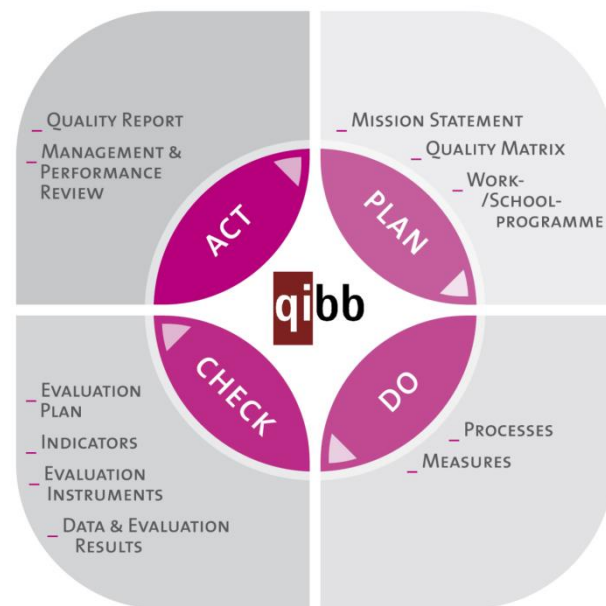 _ QUALITY REPORT
_ MANAGEMENT &
PERFORMANCE
REVIEW
_ MISSION STATEMENT
_ QUALITY MATRIX
_ WORK-
/SCHOOL-
PROGRAMME
ACT
PLAN
qibb
CHECK
DO
_ EVALUATION
PLAN
_ INDICATORS
_ EVALUATION
INSTRUMENTS
_ DATA & EVALUATION
RESULTS
_ PROCESSES
_ MEASURES